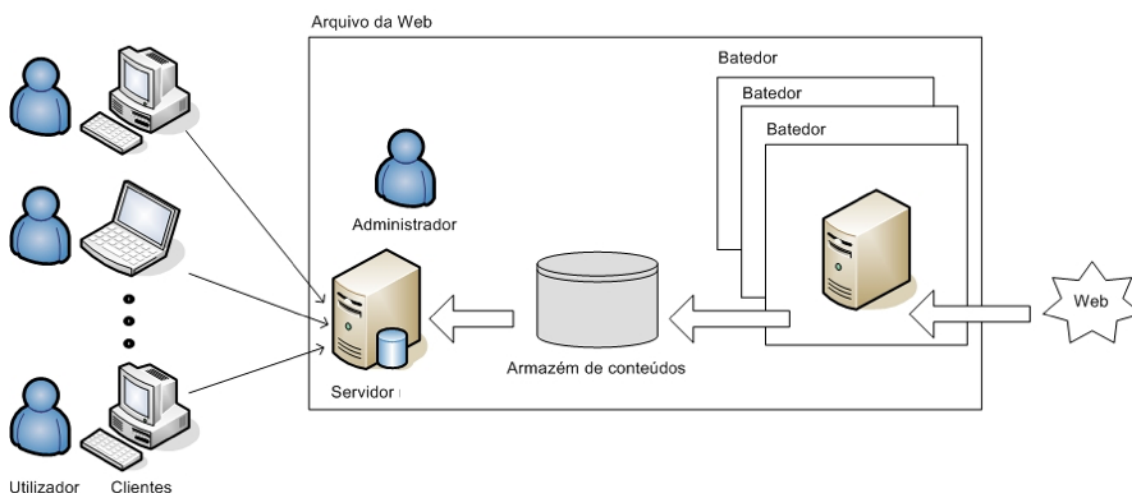 Arquivo da Web
Batedor
Batedor
Batedor
Administrador
Web
Armazém de conteúdos
Servidor
Utilizador
Clientes